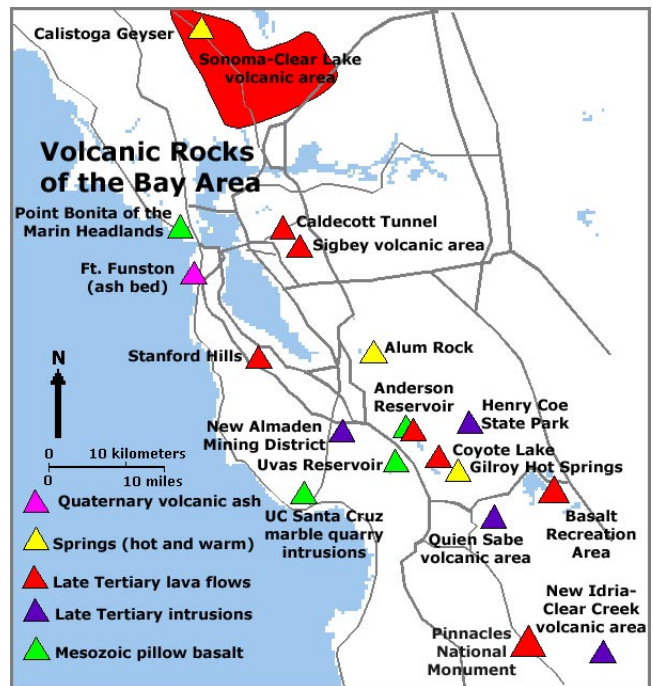 Calistoga Geyser
Sonoma-Clear Lake
volcanic area
Volcanic Rocks
of the Bay Area
Point Bonita of the
Marin Headlands
Caldecott Tunnel
Sigbey volcanic area
Ft. Funston
(ash bed)
Stanford Hills
Alum Rock
N
Anderson
Reservoir
Henry Coe
State Park
New Almaden
Mining District
Coyote Lake
Gilroy Hot Springs
Uvas Reservoir
0 10 kilometers
0 10 miles
UC Santa Cruz
marble quarry
intrusions
Quien Sabe
volcanic area
Basalt
Recreation
Area
Quaternary volcanic ash
Springs (hot and warm)
Late Tertiary lava flows
Late Tertiary intrusions
Mesozoic pillow basalt
New Idria-
Clear Creek
volcanic area
Pinnacles
National
Monument